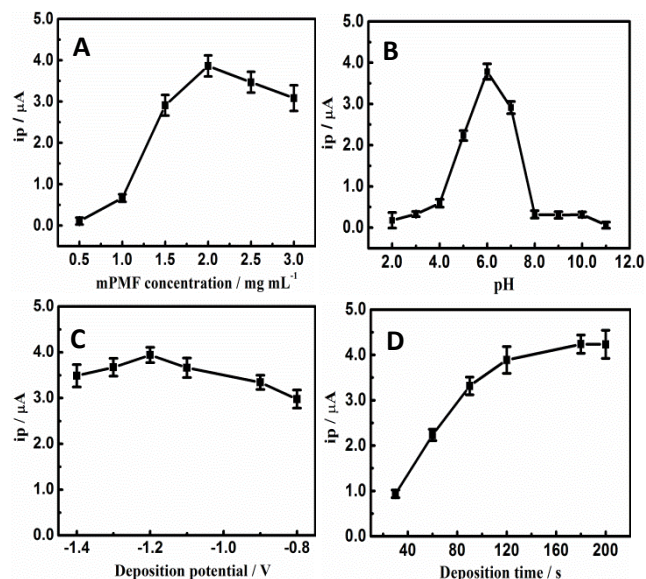 A
ip / µA
5.0
4.0
3.0
2.0
1.0
0.0
0.5 1.0 1.5 2.0 2.5 3.0
mPMF concentration / mg mL⁻¹
B
ip / µA
5.0
4.0
3.0
2.0
1.0
0.0
2.0 4.0 6.0 8.0 10.0 12.0
pH
C
ip / µA
5.0
4.0
3.0
2.0
1.0
0.0
-1.4 -1.2 -1.0 -0.8
Deposition potential / V
D
ip / µA
5.0
4.0
3.0
2.0
1.0
0.0
40 80 120 160 200
Deposition time / s